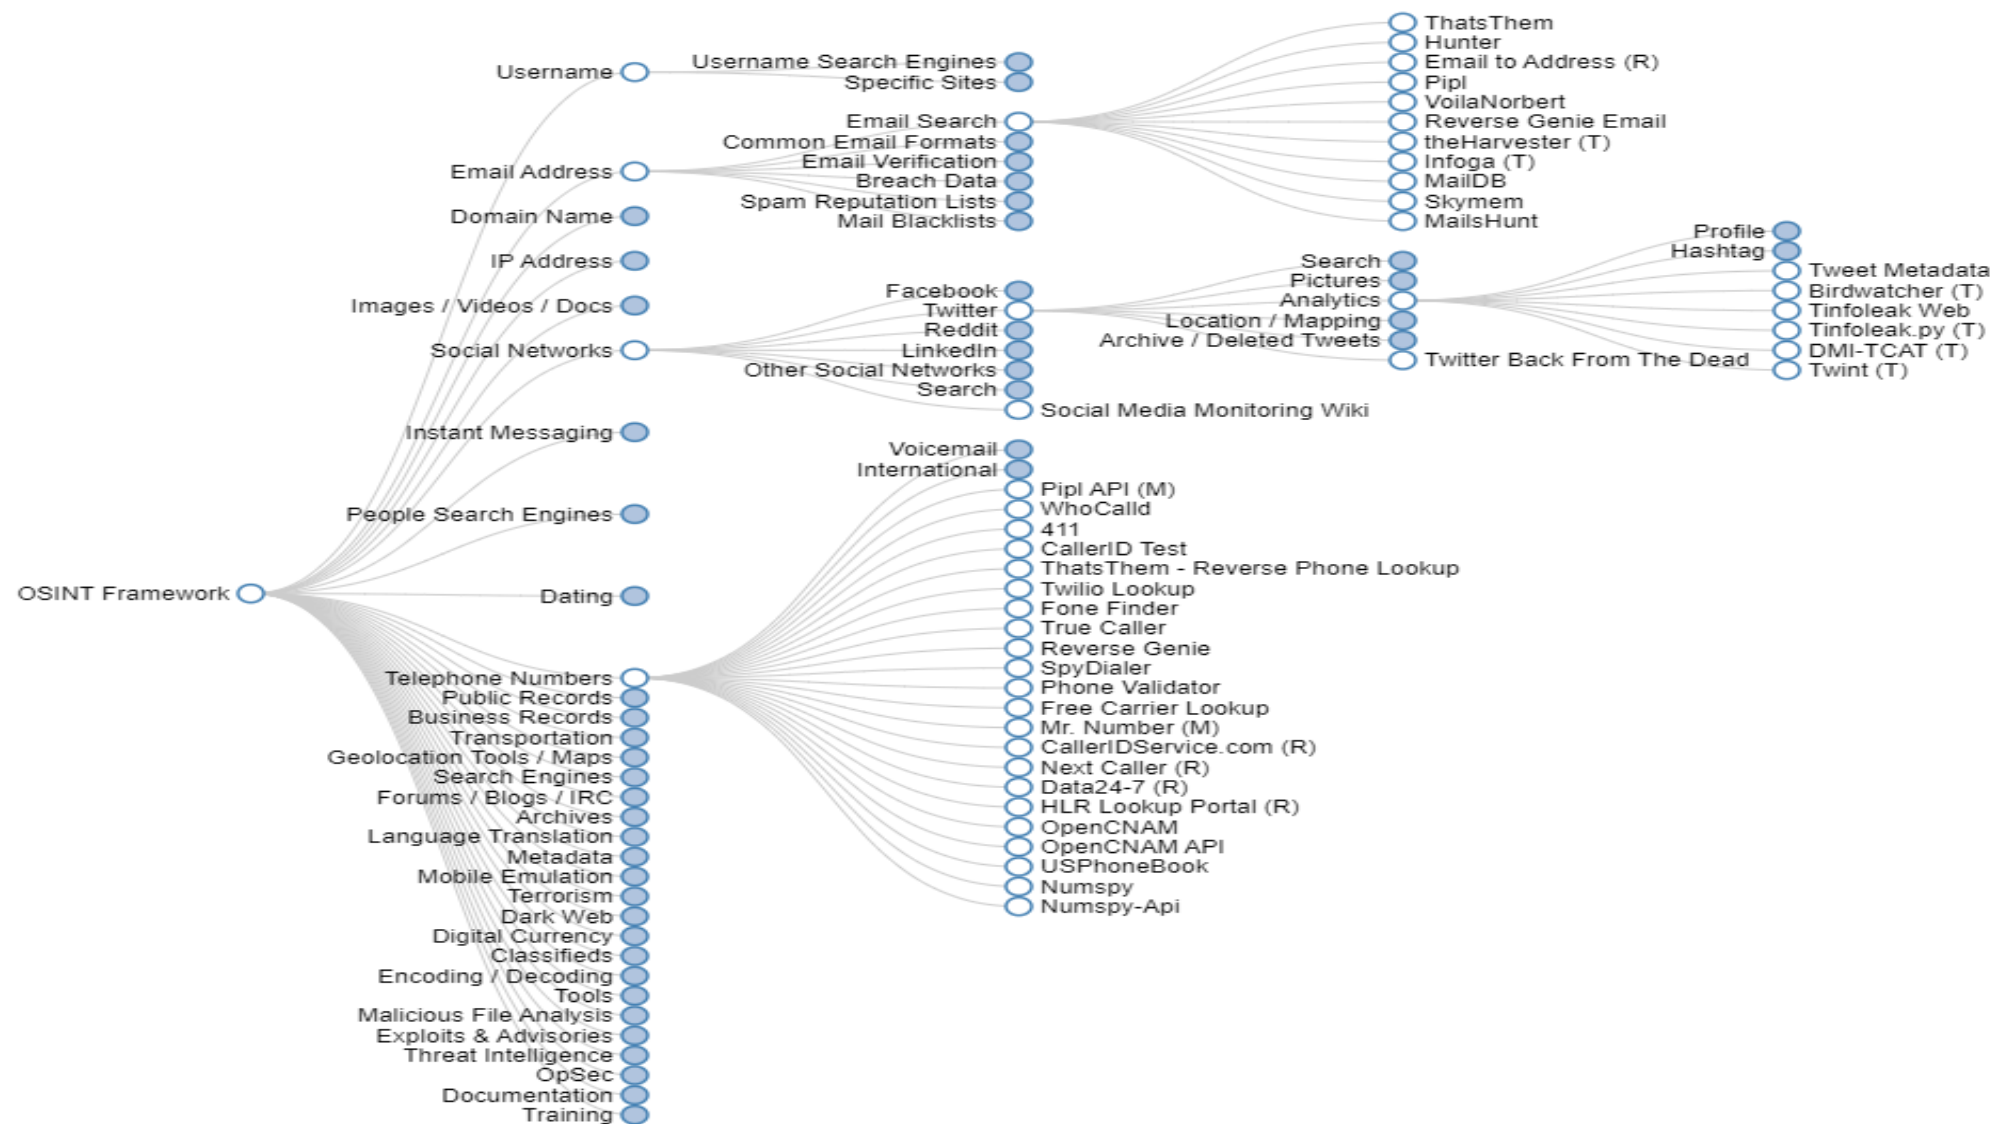 OSINT Framework
Username
Email Address
Domain Name
IP Address
Images / Videos / Docs
Social Networks
Instant Messaging
People Search Engines
Dating
Telephone Numbers
Public Records
Business Records
Transportation
Geolocation Tools / Maps
Search Engines
Forums / Blogs / IRC
Archives
Language Translation
Metadata
Mobile Emulation
Terrorism
Dark Web
Digital Currency
Classifieds
Encoding / Decoding
Tools
Malicious File Analysis
Exploits & Advisories
Threat Intelligence
OpSec
Documentation
Training
Username Search Engines
Specific Sites
Email Search
Common Email Formats
Email Verification
Breach Data
Spam Reputation Lists
Mail Blacklists
Facebook
Twitter
Reddit
LinkedIn
Other Social Networks
Search
Social Media Monitoring Wiki
Voicemail
International
Pipl API (M)
WhoCalld
411
CallerID Test
ThatsThem - Reverse Phone Lookup
Twilio Lookup
Fone Finder
True Caller
Reverse Genie
SpyDialer
Phone Validator
Free Carrier Lookup
Mr. Number (M)
CallerIDService.com (R)
Next Caller (R)
Data24-7 (R)
HLR Lookup Portal (R)
OpenCNAM
OpenCNAM API
USPhoneBook
Numspy
Numspy-Api
ThatsThem
Hunter
Email to Address (R)
Pipl
VoilaNorbert
Reverse Genie Email
theHarvester (T)
Infoga (T)
MailDB
Skymem
MailsHunt
Search
Pictures
Analytics
Location / Mapping
Archive / Deleted Tweets
Twitter Back From The Dead
Profile
Hashtag
Tweet Metadata
Birdwatcher (T)
Tinfoleak Web
Tinfoleak.py (T)
DMI-TCAT (T)
Twint (T)